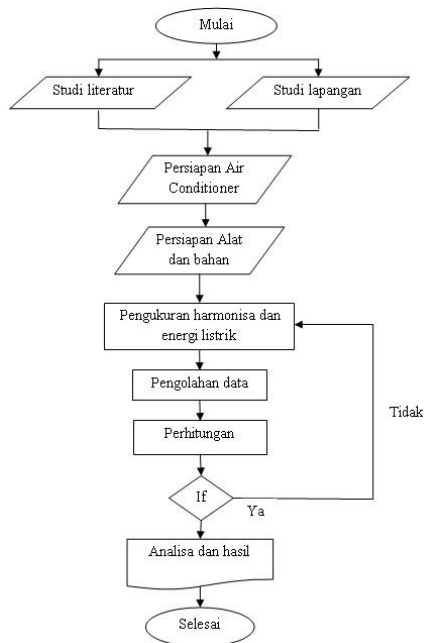 Mulai
Studi literatur
Studi lapangan
Persiapan Air
Conditioner
Persiapan Alat
dan bahan
Pengukuran harmonisa dan
energi listrik
Pengolahan data
Tidak
Perhitungan
If
Ya
Analisa dan hasil
Selesai